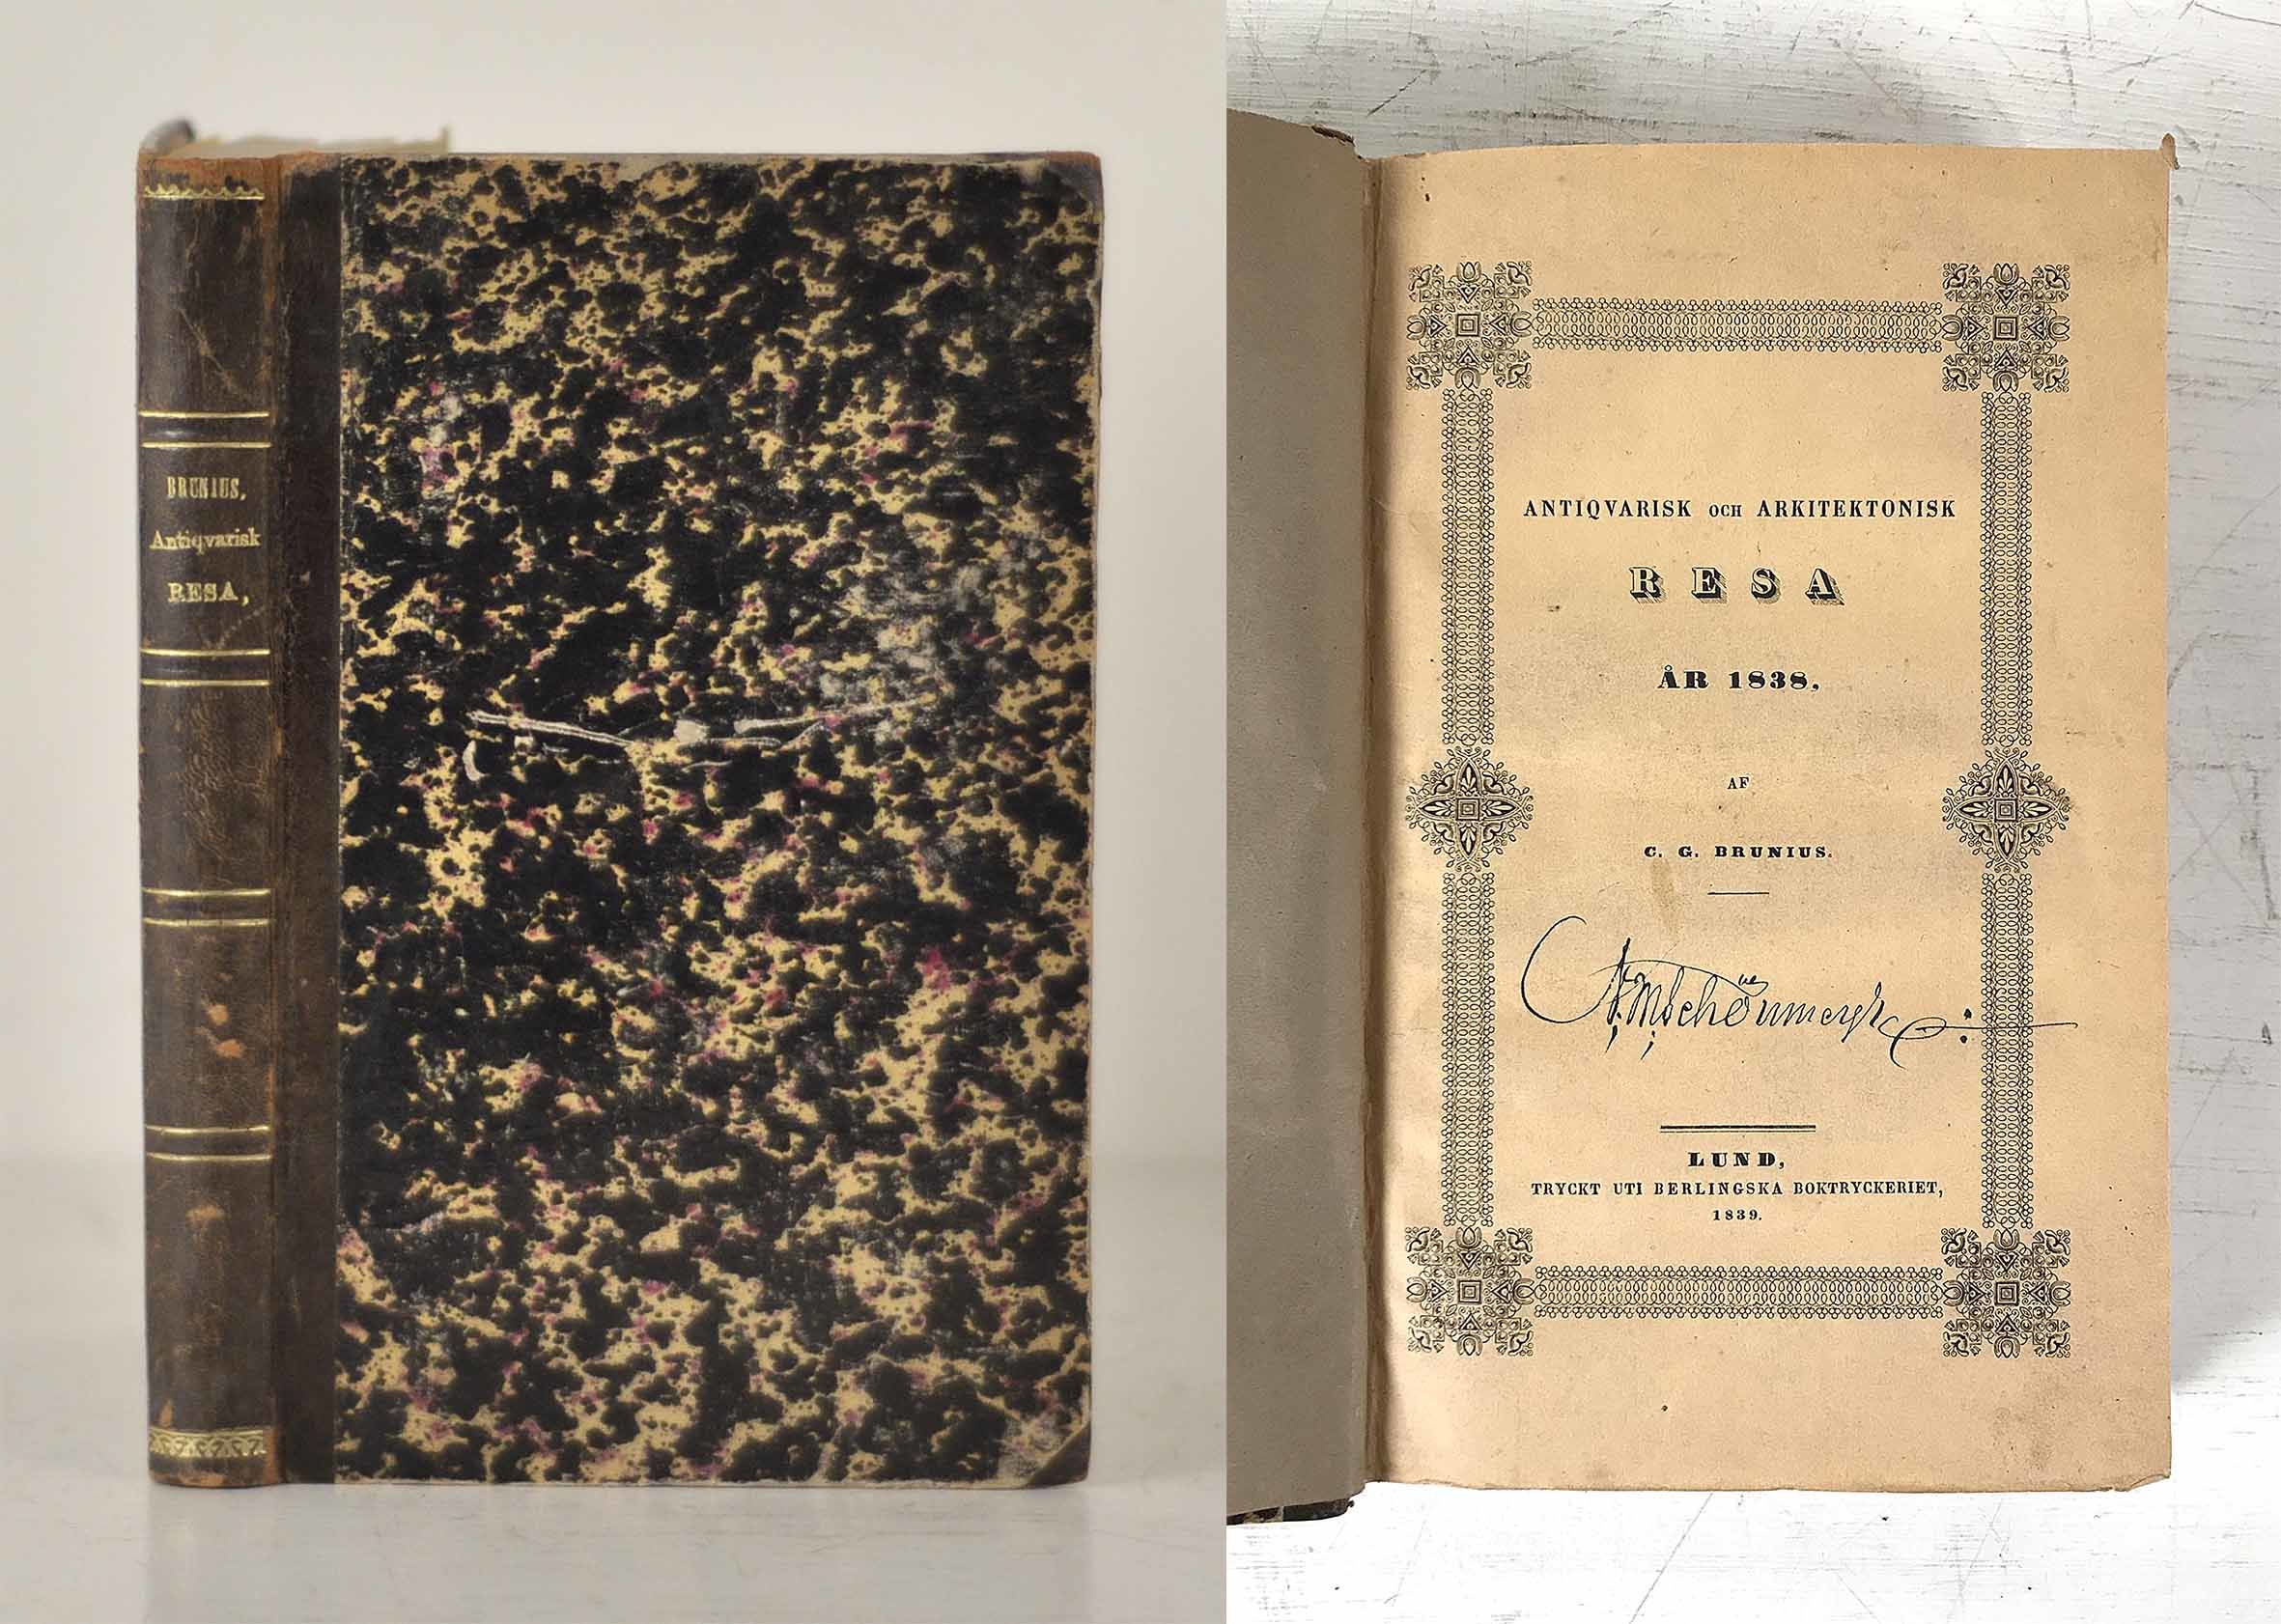 BRUNIUS.
Antiqvarisk
RESA,
ANTIQVARISK OCH ARKITEKTONISK
RESA
ÅR 1838.
AF
C. G. BRUNIUS.
LUND,
TRYCKT UTI BERLINGSKA BOKTRYCKERIET,
1839.